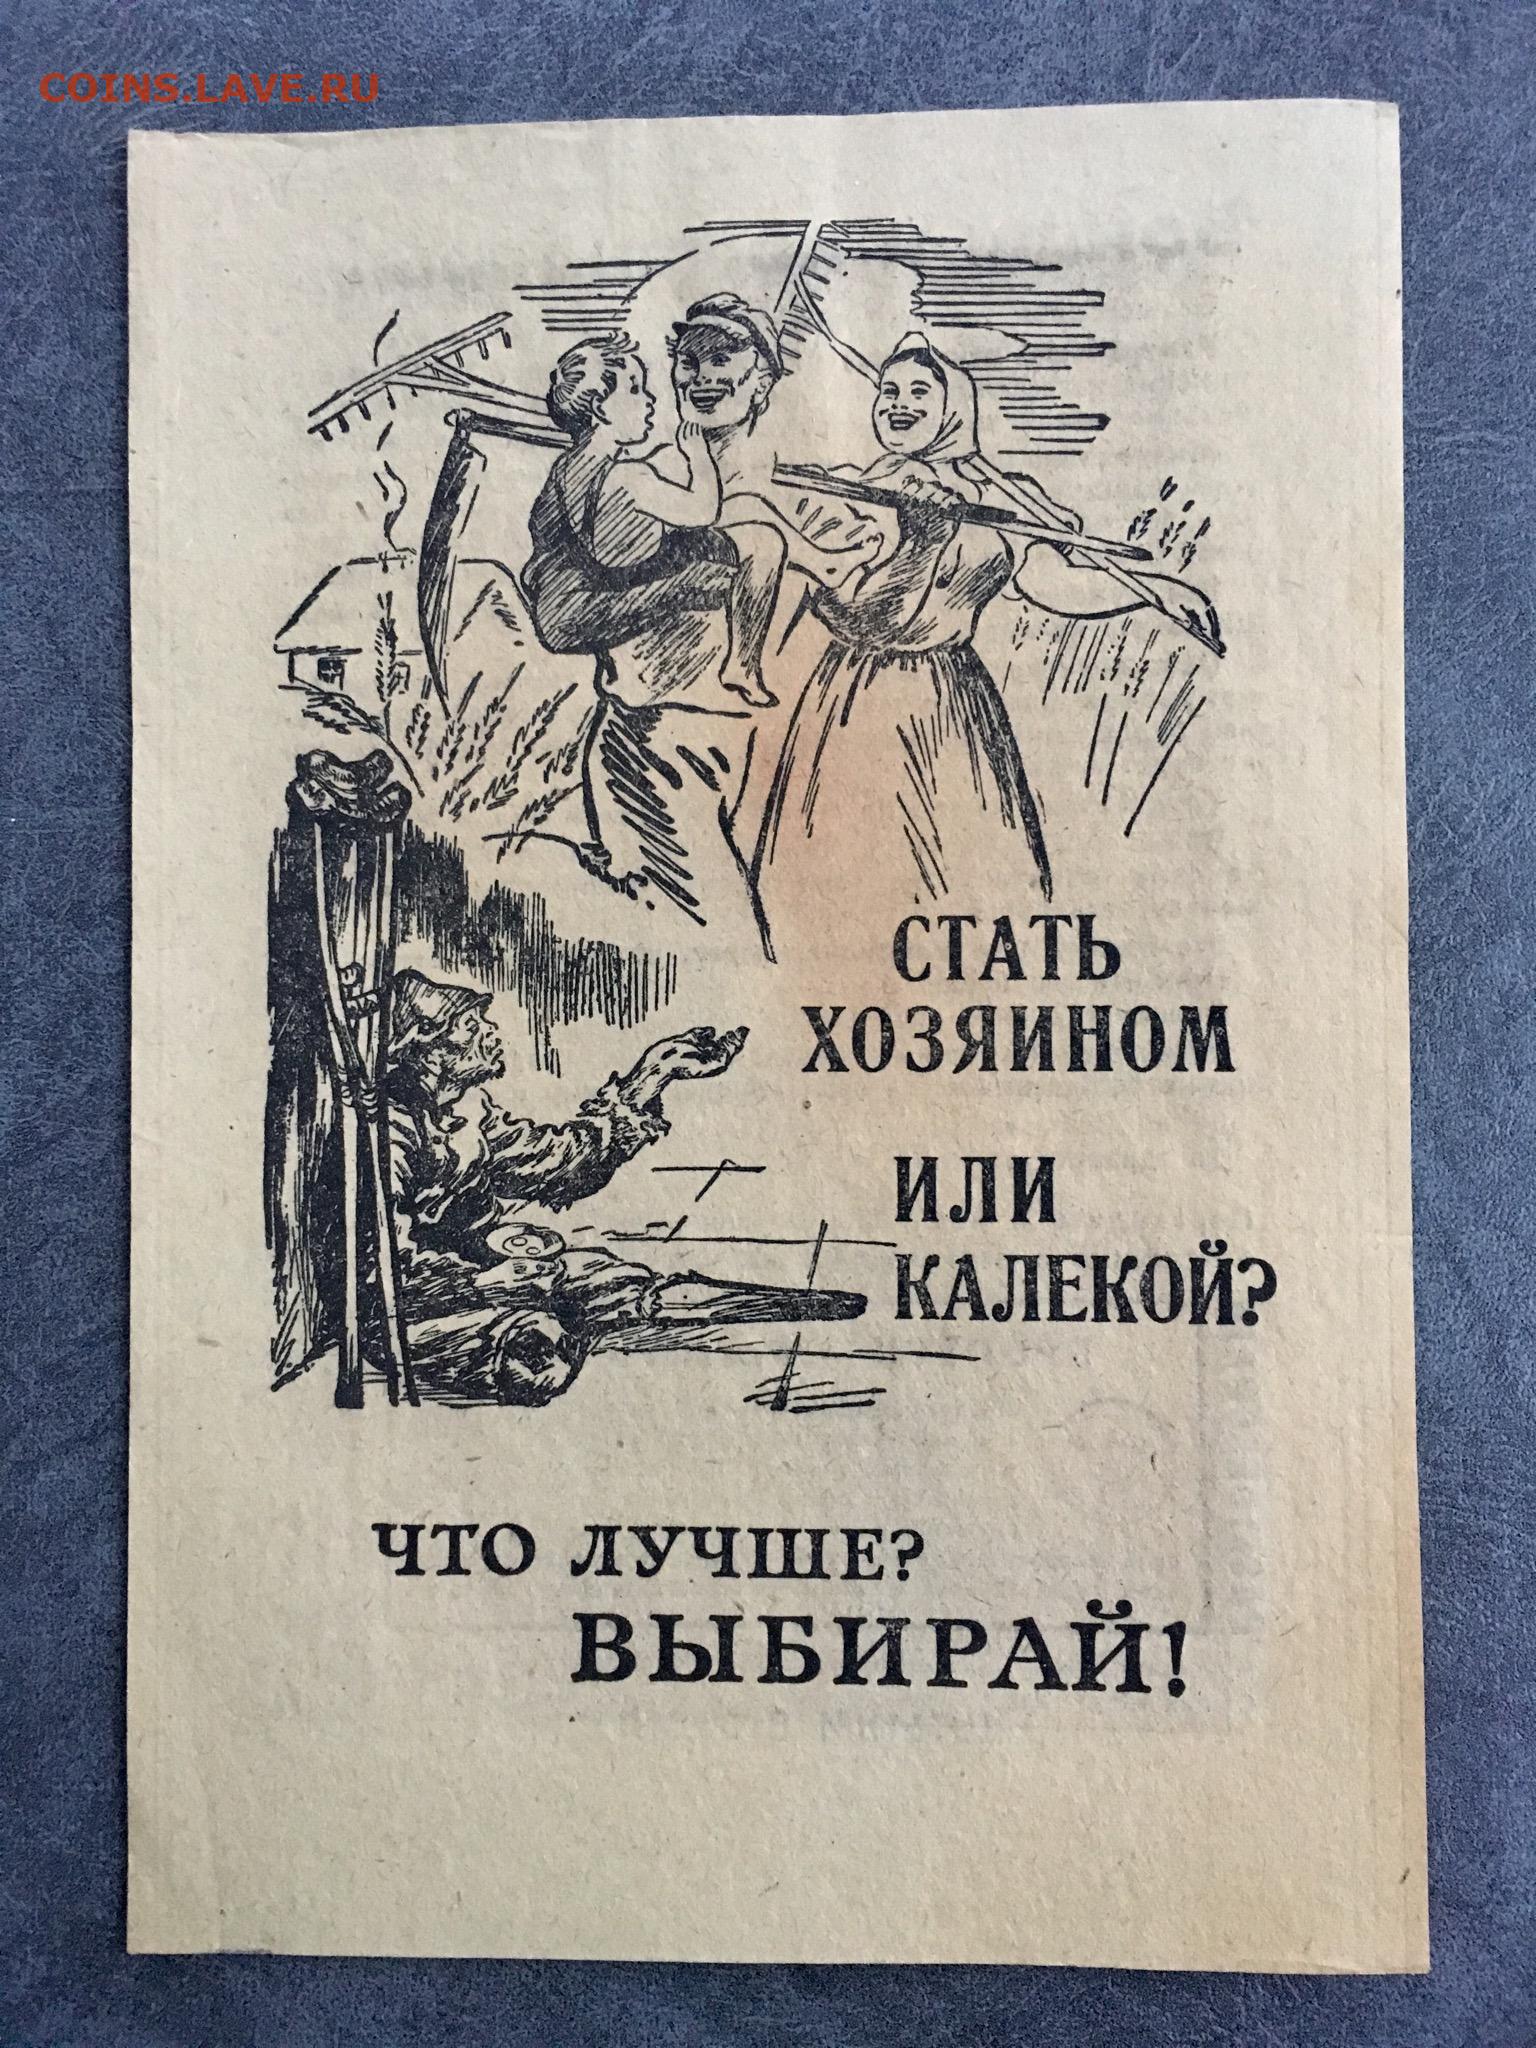 COINS.LAVE.RU
СТАТЬ
ХОЗЯИНОМ
ИЛИ
КАЛЕКОЙ?
ЧТО ЛУЧШЕ?
ВЫБИРАЙ!